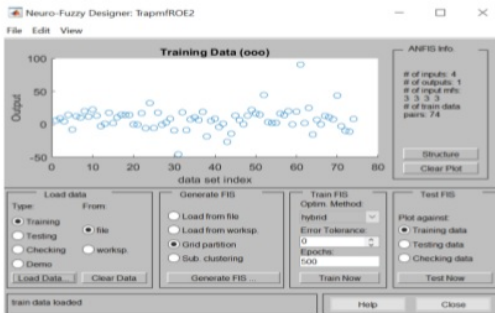 Neuro-Fuzzy Designer: TrapmfROE2
File Edit View
Training Data (ooo)
Output
100
50
0
-50
0 10 20 30 40 50 60 70 80
data set index
ANFIS Info.
# of inputs: 4
# of outputs: 1
# of input mfs:
3 3 3 3
# of train data
pairs: 74
Structure
Clear Plot
Load data
Type: From:
Training
Testing
Checking
Demo
file
worksp.
Load Data... Clear Data
Generate FIS
Load from file
Load from worksp.
Grid partition
Sub. clustering
Generate FIS ...
Train FIS
Optim. Method:
hybrid
Error Tolerance:
0
Epochs:
500
Train Now
Test FIS
Plot against:
Training data
Testing data
Checking data
Test Now
train data loaded
Help Close